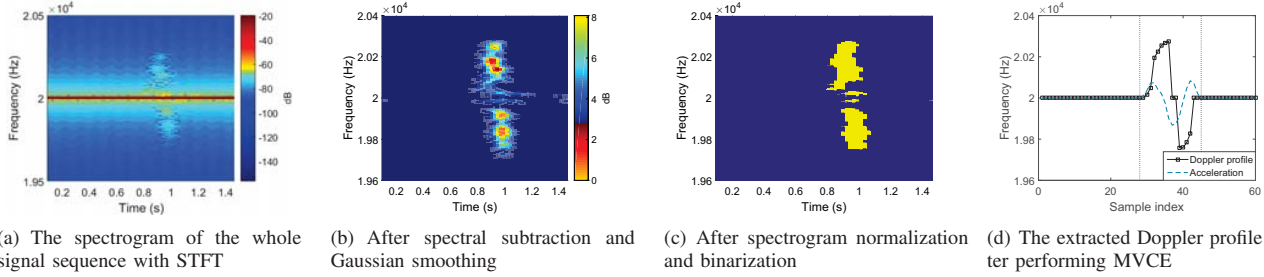 ×10⁴
2.05
2
1.95
Frequency (Hz)
0.2 0.4 0.6 0.8 1 1.2 1.4
Time (s)
-20
-40
-60
-80
-100
-120
-140
dB
(a) The spectrogram of the whole
signal sequence with STFT
×10⁴
2.04
2.02
2
1.98
1.96
Frequency (Hz)
0.2 0.4 0.6 0.8 1 1.2 1.4
Time (s)
8
6
4
2
0
dB
(b) After spectral subtraction and
Gaussian smoothing
×10⁴
2.04
2.02
2
1.98
1.96
Frequency (Hz)
0.2 0.4 0.6 0.8 1 1.2 1.4
Time (s)
(c) After spectrogram normalization
and binarization
×10⁴
2.04
2.02
2
1.98
1.96
Frequency (Hz)
Doppler profile
Acceleration
0 20 40 60
Sample index
(d) The extracted Doppler profile
ter performing MVCE